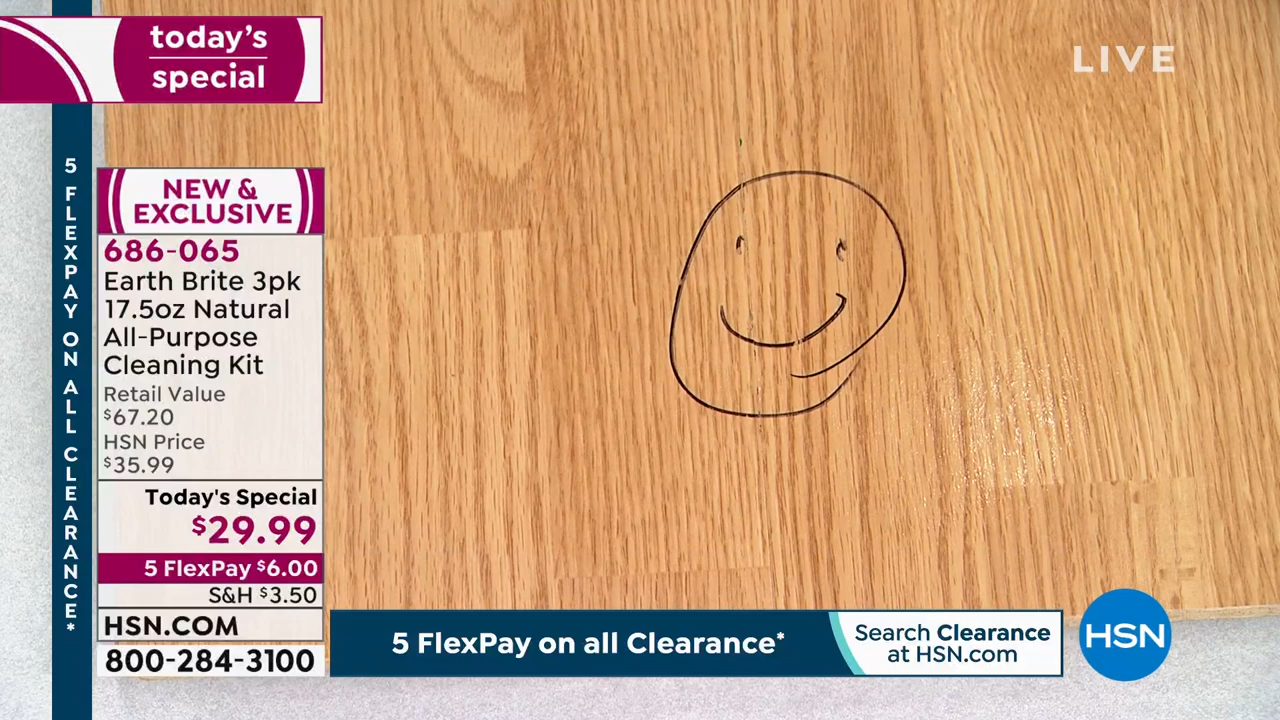 today's
special
LIVE
5 FLEXPAY ON ALL CLEARANCE*
NEW &
EXCLUSIVE
686-065
Earth Brite 3pk
17.5oz Natural
All-Purpose
Cleaning Kit
Retail Value
$67.20
HSN Price
$35.99
Today's Special
$29.99
5 FlexPay $6.00
S&H $3.50
HSN.COM
800-284-3100
5 FlexPay on all Clearance*
Search Clearance
at HSN.com
HSN